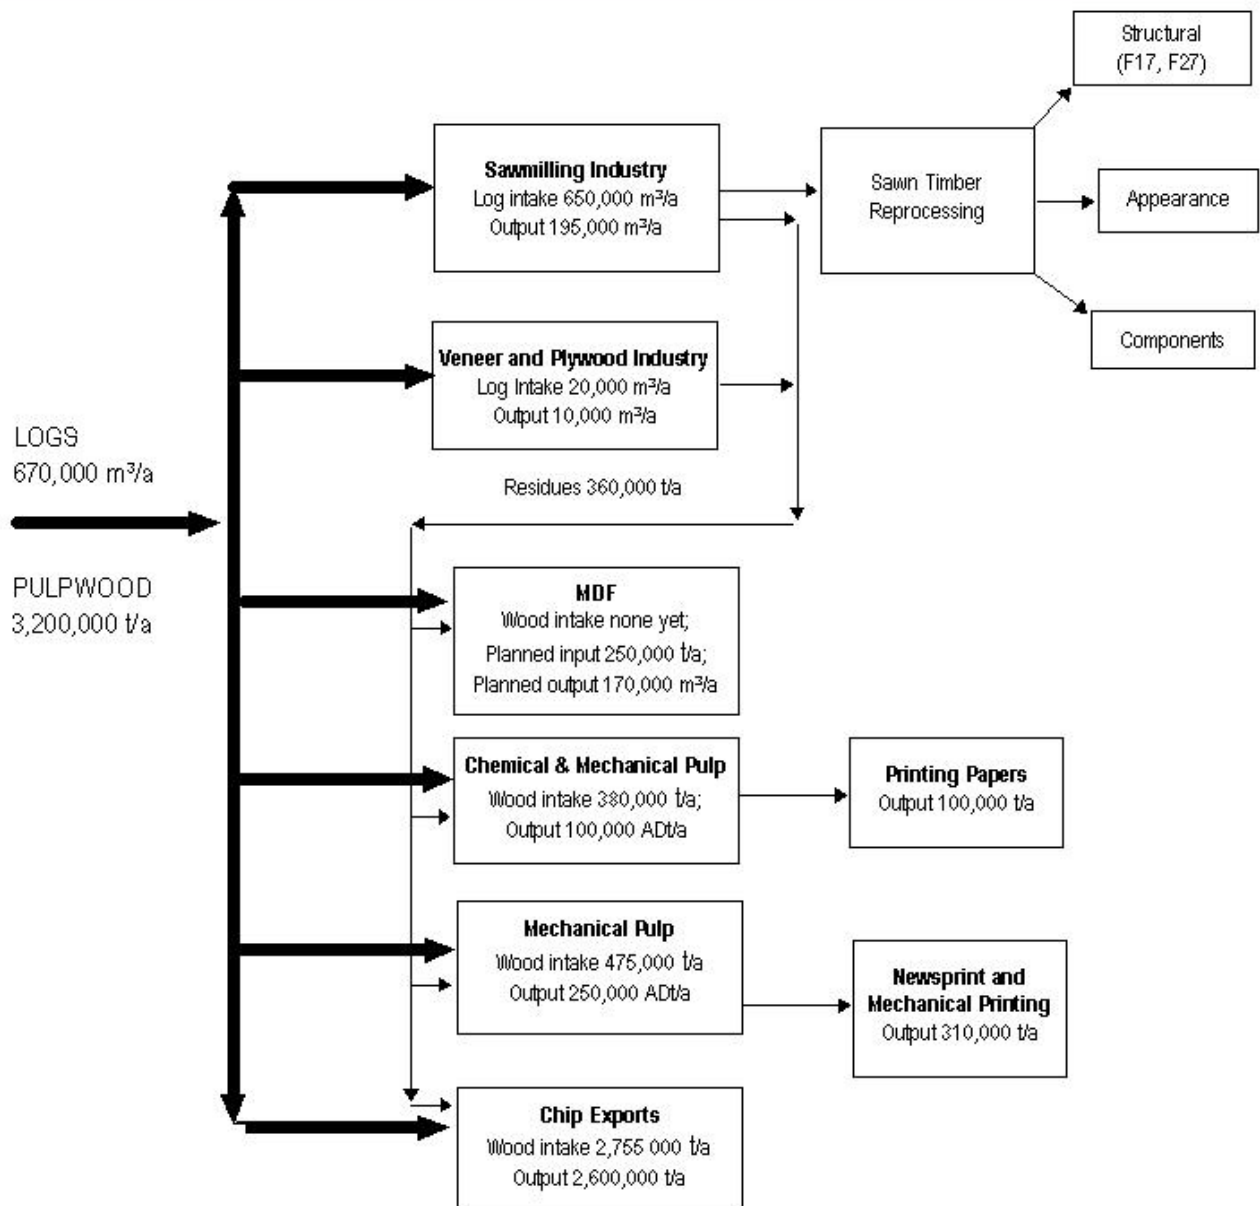 Structural
(F17, F27)
Sawmilling Industry
Log intake 650,000 m³/a
Output 195,000 m³/a
Sawn Timber
Reprocessing
Appearance
Components
Veneer and Plywood Industry
Log Intake 20,000 m³/a
Output 10,000 m³/a
LOGS
670,000 m³/a
PULPWOOD
3,200,000 t/a
Residues 360,000 t/a
MDF
Wood intake none yet;
Planned input 250,000 t/a;
Planned output 170,000 m³/a
Chemical & Mechanical Pulp
Wood intake 380,000 t/a;
Output 100,000 ADt/a
Printing Papers
Output 100,000 t/a
Mechanical Pulp
Wood intake 475,000 t/a
Output 250,000 ADt/a
Newsprint and
Mechanical Printing
Output 310,000 t/a
Chip Exports
Wood intake 2,755 000 t/a
Output 2,600,000 t/a